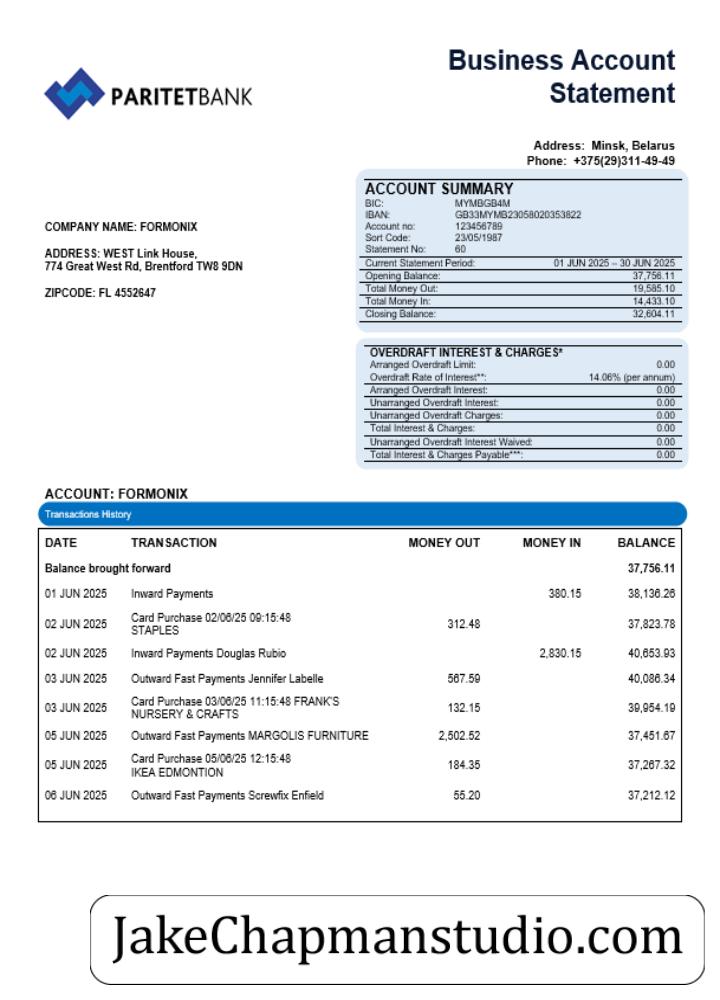 Business Account
Statement
PARITETBANK
Address: Minsk, Belarus
Phone: +375(29)311-49-49
ACCOUNT SUMMARY
BIC: MYMBGB4M
IBAN: GB33MYMB23058020353822
Account no: 123456789
Sort Code: 23/05/1987
Statement No: 60
Current Statement Period: 01 JUN 2025 – 30 JUN 2025
Opening Balance: 37,756.11
Total Money Out: 19,585.10
Total Money In: 14,433.10
Closing Balance: 32,604.11
COMPANY NAME: FORMONIX
ADDRESS: WEST Link House,
774 Great West Rd, Brentford TW8 9DN
ZIPCODE: FL 4552647
OVERDRAFT INTEREST & CHARGES*
Arranged Overdraft Limit: 0.00
Overdraft Rate of Interest**: 14.06% (per annum)
Arranged Overdraft Interest: 0.00
Unarranged Overdraft Interest: 0.00
Unarranged Overdraft Charges: 0.00
Total Interest & Charges: 0.00
Unarranged Overdraft Interest Waived: 0.00
Total Interest & Charges Payable***: 0.00
ACCOUNT: FORMONIX
Transactions History
DATE TRANSACTION MONEY OUT MONEY IN BALANCE
Balance brought forward 37,756.11
01 JUN 2025 Inward Payments 380.15 38,136.26
02 JUN 2025 Card Purchase 02/06/25 09:15:48
STAPLES 312.48 37,823.78
02 JUN 2025 Inward Payments Douglas Rubio 2,830.15 40,653.93
03 JUN 2025 Outward Fast Payments Jennifer Labelle 567.59 40,086.34
03 JUN 2025 Card Purchase 03/06/25 11:15:48 FRANK'S
NURSERY & CRAFTS 132.15 39,954.19
05 JUN 2025 Outward Fast Payments MARGOLIS FURNITURE 2,502.52 37,451.67
05 JUN 2025 Card Purchase 05/06/25 12:15:48
IKEA EDMONTION 184.35 37,267.32
06 JUN 2025 Outward Fast Payments Screwfix Enfield 55.20 37,212.12
JakeChapmanstudio.com